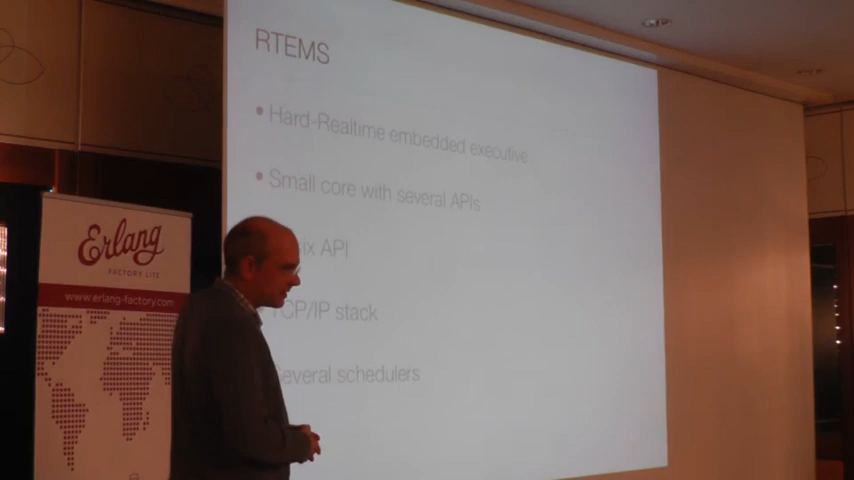 RTEMS
Hard-Realtime embedded executive
Small core with several APIs
API
TCP/IP stack
several schedulers
Erlang
FACTORY LITE
www.erlang-factory.com